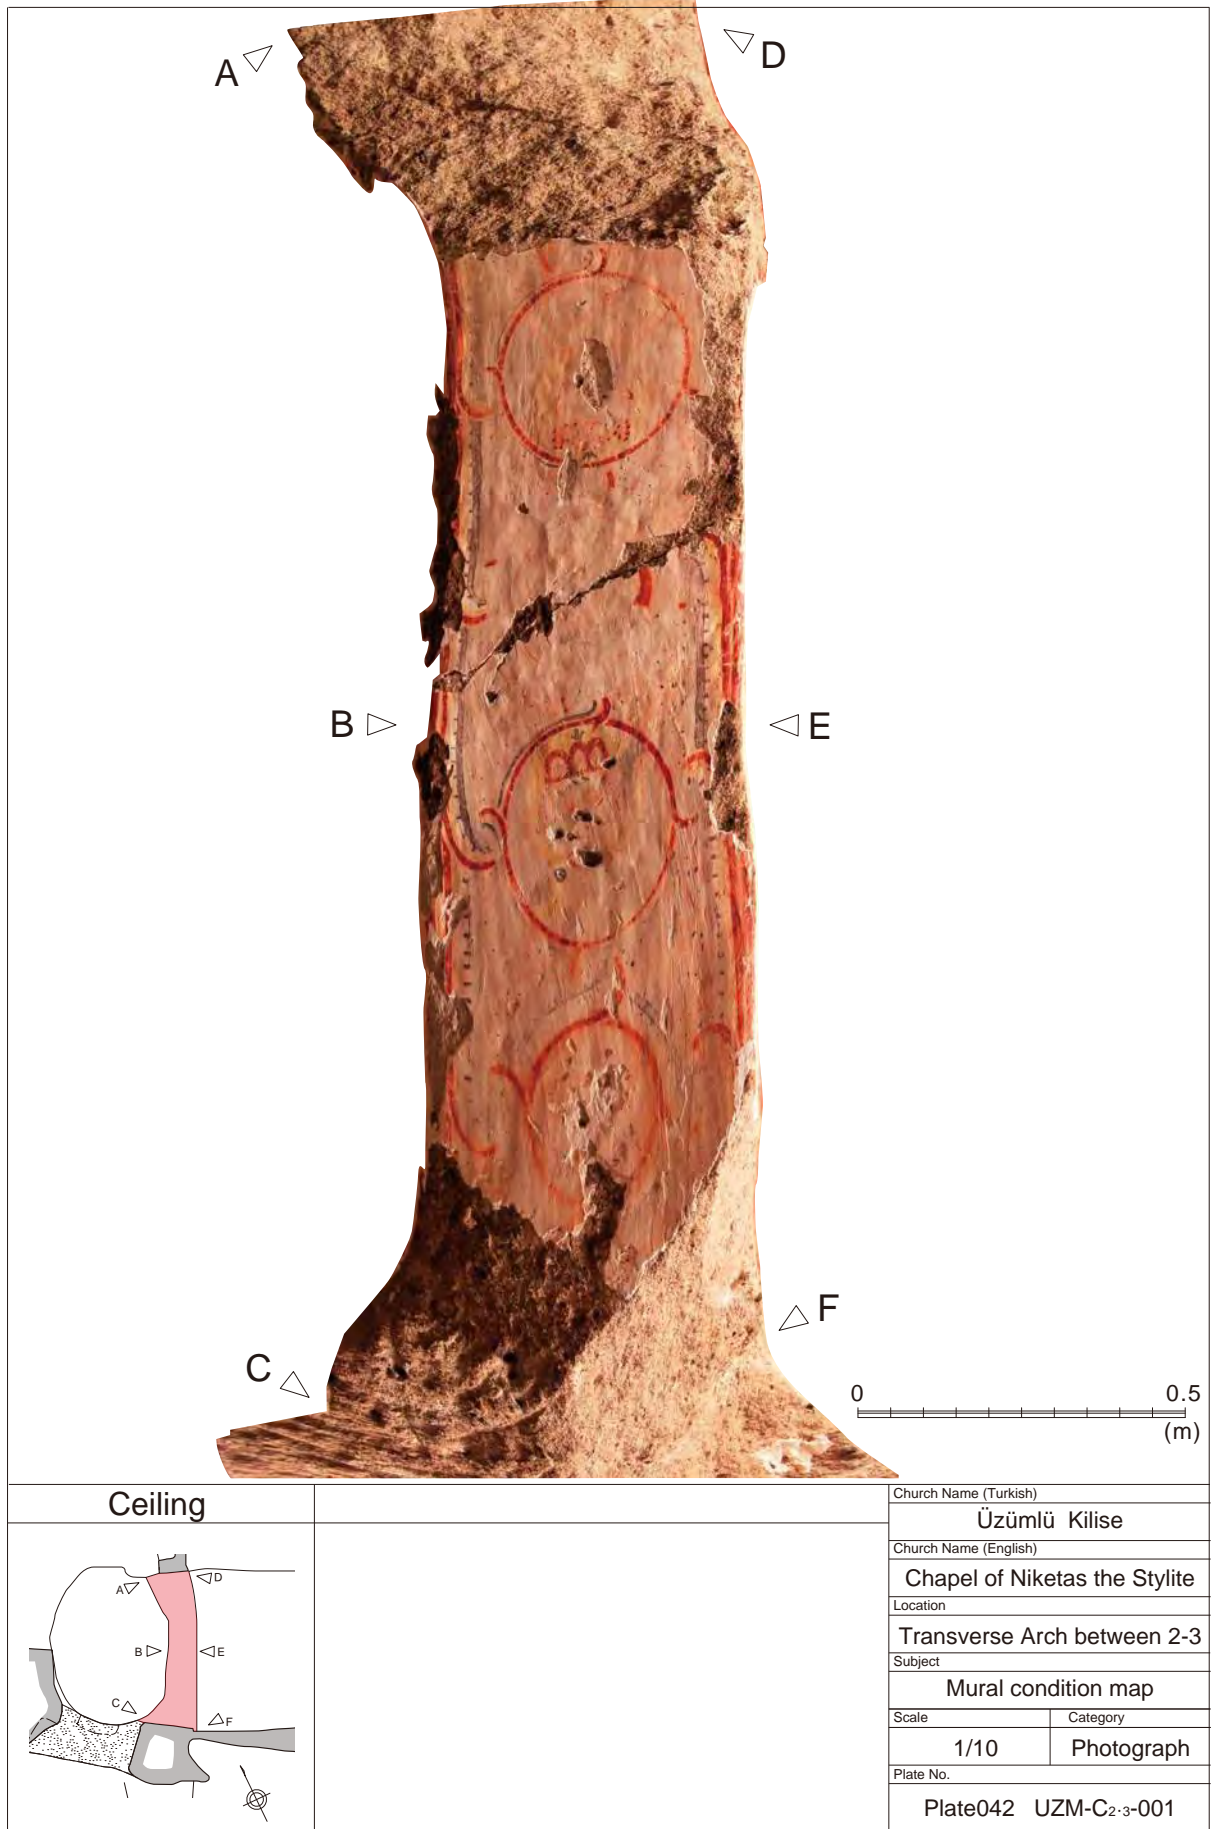 A
D
B
E
C
F
0
0.5
(m)
Ceiling
A
D
B
E
C
F
Church Name (Turkish)
Üzümlü Kilise
Church Name (English)
Chapel of Niketas the Stylite
Location
Transverse Arch between 2-3
Subject
Mural condition map
Scale
Category
1/10
Photograph
Plate No.
Plate042 UZM-C2·3-001